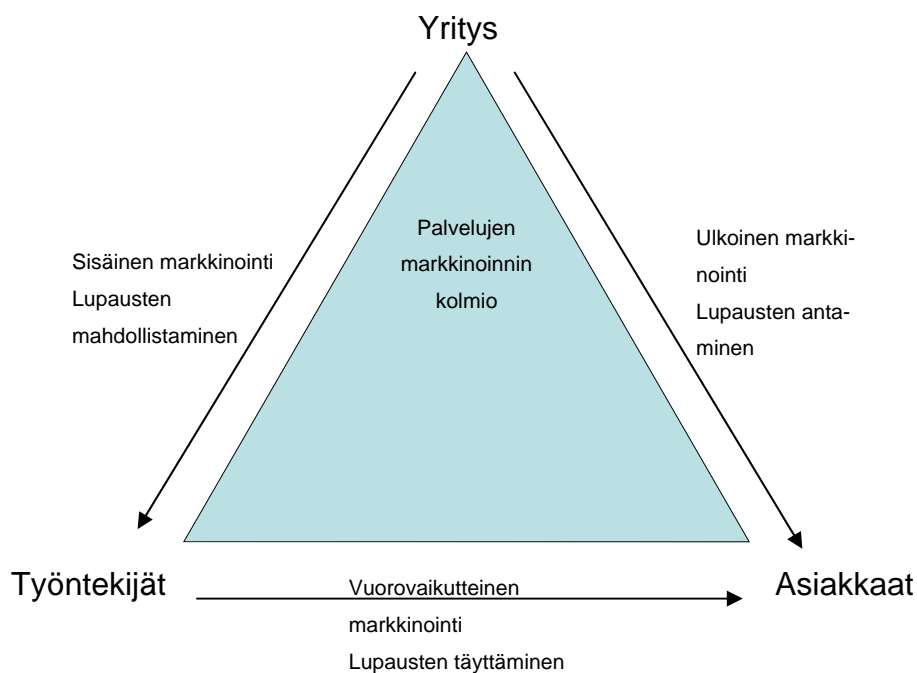 Yritys
Palvelujen
markkinoinnin
kolmio
Sisäinen markkinointi
Lupausten
mahdollistaminen
Ulkoinen markki-
nointi
Lupausten anta-
minen
Työntekijät
Vuorovaikutteinen
markkinointi
Lupausten täyttäminen
Asiakkaat